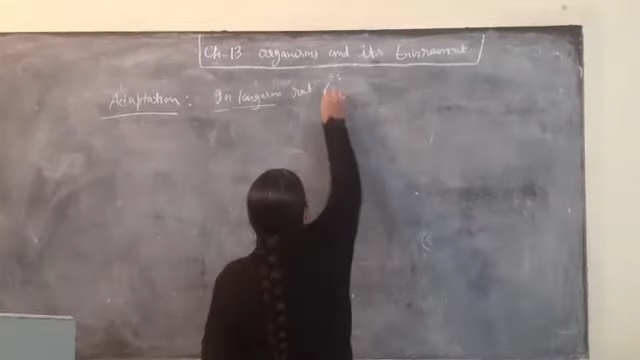 Ch-13 organisms and its Environment
Adaptation: In kangaroo rat (